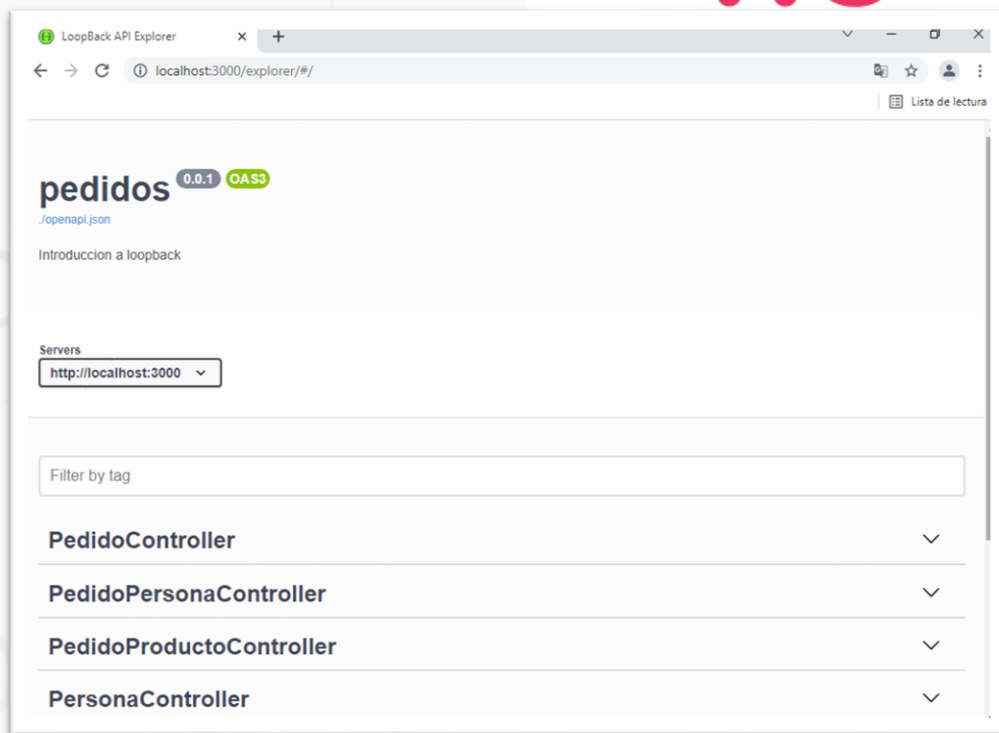 LoopBack API Explorer
localhost:3000/explorer/#/
Lista de lectura
pedidos 0.0.1 OAS3
./openapi.json
Introduccion a loopback
Servers
http://localhost:3000
Filter by tag
PedidoController
PedidoPersonaController
PedidoProductoController
PersonaController